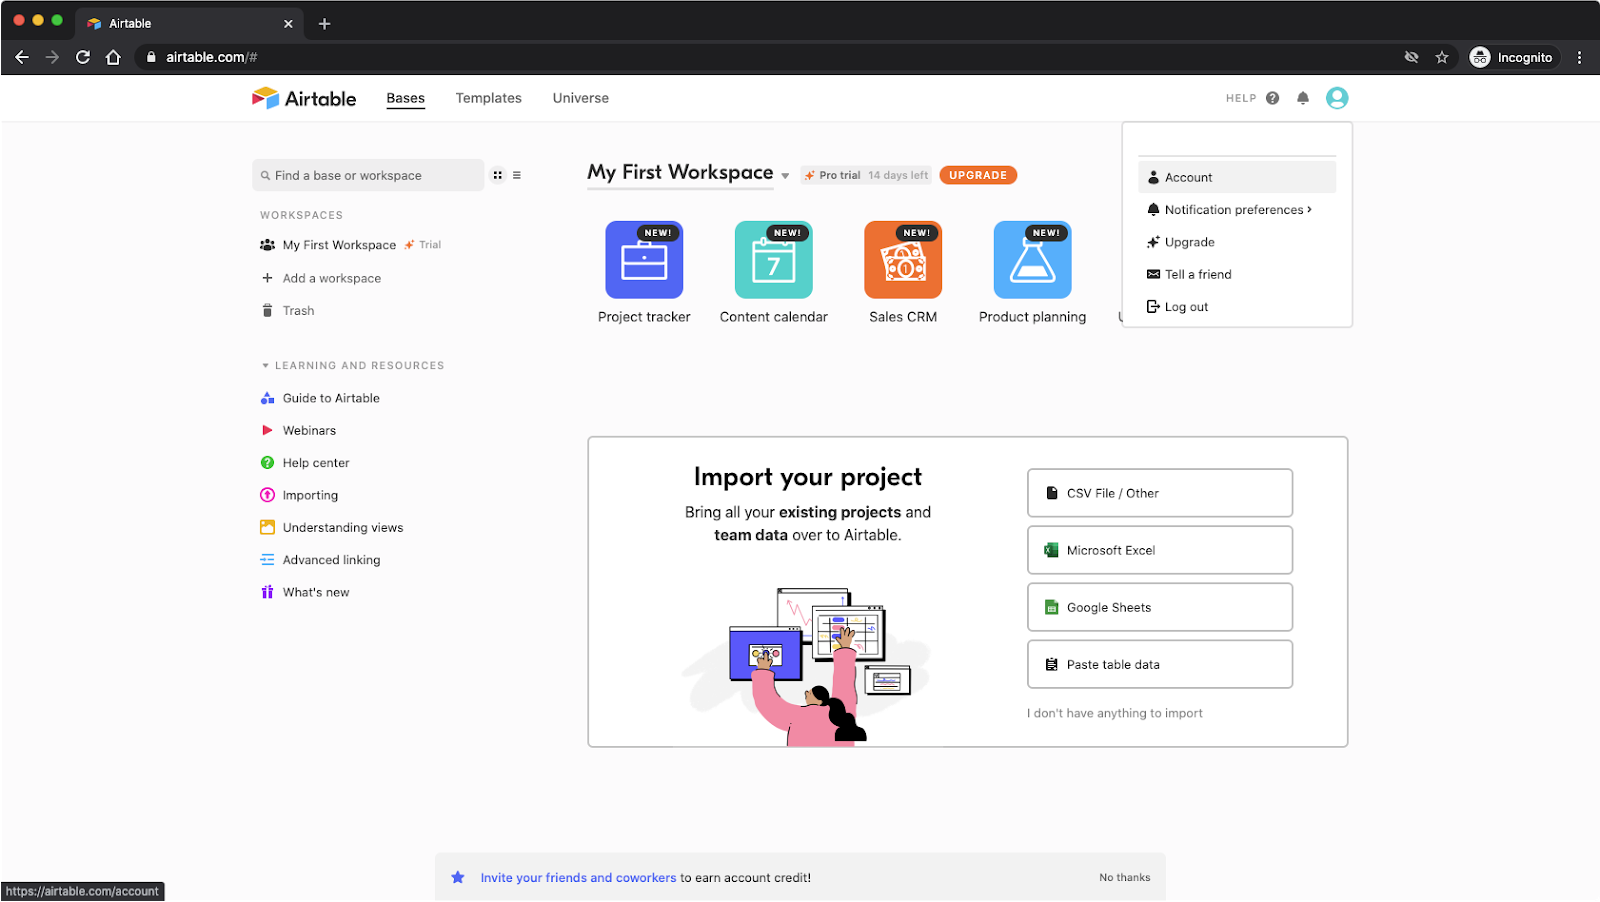 Airtable
airtable.com/#
Incognito
Airtable
Bases
Templates
Universe
HELP
Find a base or workspace
WORKSPACES
My First Workspace
Trial
Add a workspace
Trash
LEARNING AND RESOURCES
Guide to Airtable
Webinars
Help center
Importing
Understanding views
Advanced linking
What's new
My First Workspace
Pro trial 14 days left
UPGRADE
NEW!
NEW!
7
NEW!
1
NEW!
Project tracker
Content calendar
Sales CRM
Product planning
Account
Notification preferences ›
Upgrade
Tell a friend
Log out
Import your project
Bring all your existing projects and
team data over to Airtable.
CSV File / Other
Microsoft Excel
Google Sheets
Paste table data
I don't have anything to import
Invite your friends and coworkers to earn account credit!
No thanks
https://airtable.com/account